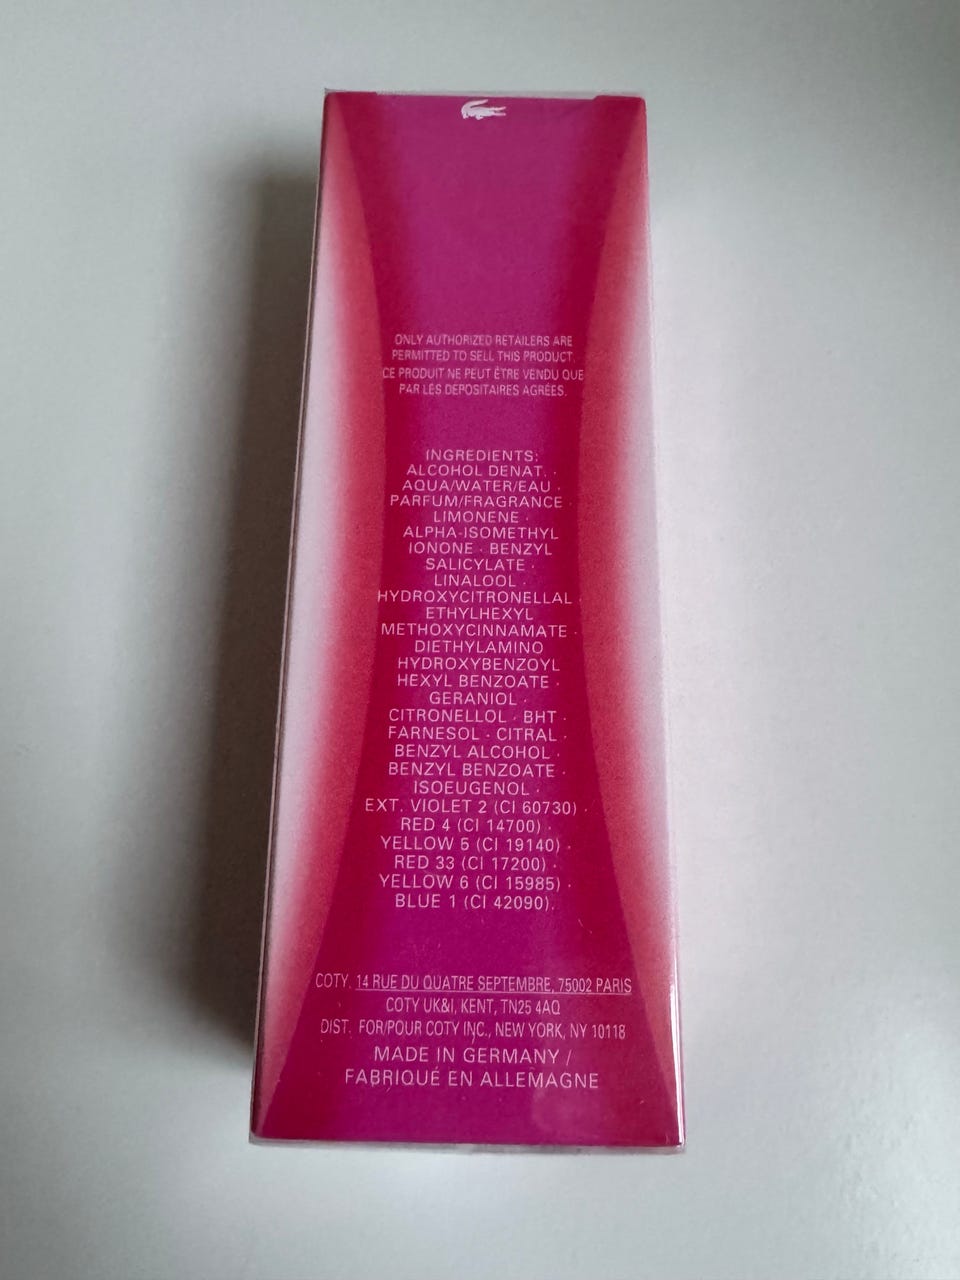 ONLY AUTHORIZED RETAILERS ARE
PERMITTED TO SELL THIS PRODUCT.
CE PRODUIT NE PEUT ÊTRE VENDU QUE
PAR LES DEPOSITAIRES AGRÉES.
INGREDIENTS:
ALCOHOL DENAT. ·
AQUA/WATER/EAU ·
PARFUM/FRAGRANCE ·
LIMONENE ·
ALPHA-ISOMETHYL
IONONE · BENZYL
SALICYLATE ·
LINALOOL ·
HYDROXYCITRONELLAL ·
ETHYLHEXYL
METHOXYCINNAMATE ·
DIETHYLAMINO
HYDROXYBENZOYL
HEXYL BENZOATE ·
GERANIOL ·
CITRONELLOL · BHT ·
FARNESOL · CITRAL ·
BENZYL ALCOHOL ·
BENZYL BENZOATE ·
ISOEUGENOL ·
EXT. VIOLET 2 (CI 60730) ·
RED 4 (CI 14700) ·
YELLOW 5 (CI 19140) ·
RED 33 (CI 17200) ·
YELLOW 6 (CI 15985) ·
BLUE 1 (CI 42090).
COTY, 14 RUE DU QUATRE SEPTEMBRE, 75002 PARIS
COTY UK&I, KENT, TN25 4AQ
DIST. FOR/POUR COTY INC., NEW YORK, NY 10118
MADE IN GERMANY /
FABRIQUÉ EN ALLEMAGNE